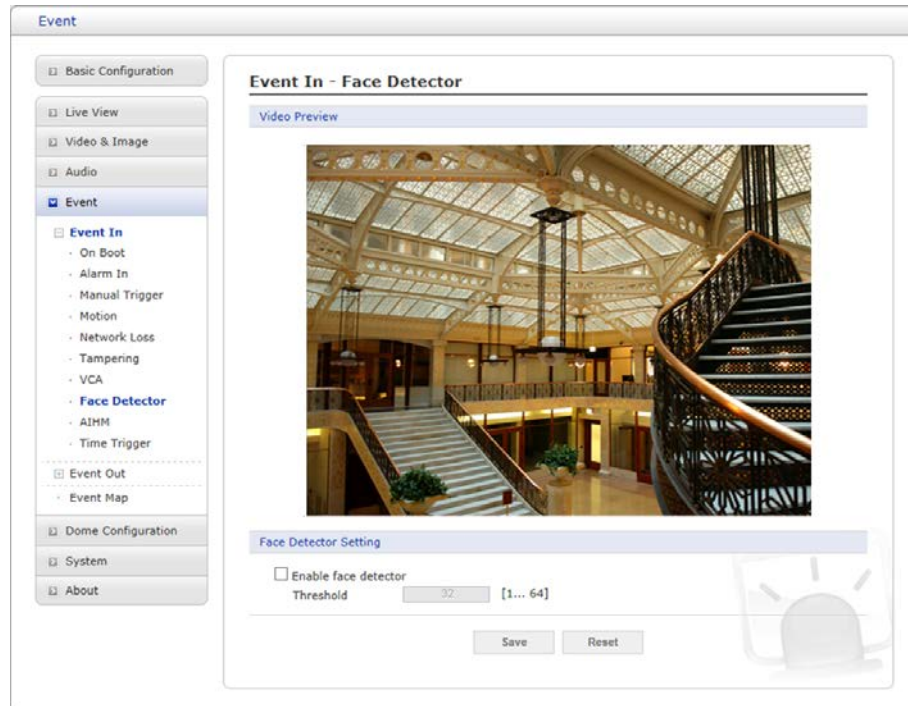 Event
Basic Configuration
Live View
Video & Image
Audio
Event
Event In
On Boot
Alarm In
Manual Trigger
Motion
Network Loss
Tampering
VCA
Face Detector
AIHM
Time Trigger
Event Out
Event Map
Dome Configuration
System
About
Event In - Face Detector
Video Preview
Face Detector Setting
Enable face detector
Threshold 32 [1... 64]
Save Reset